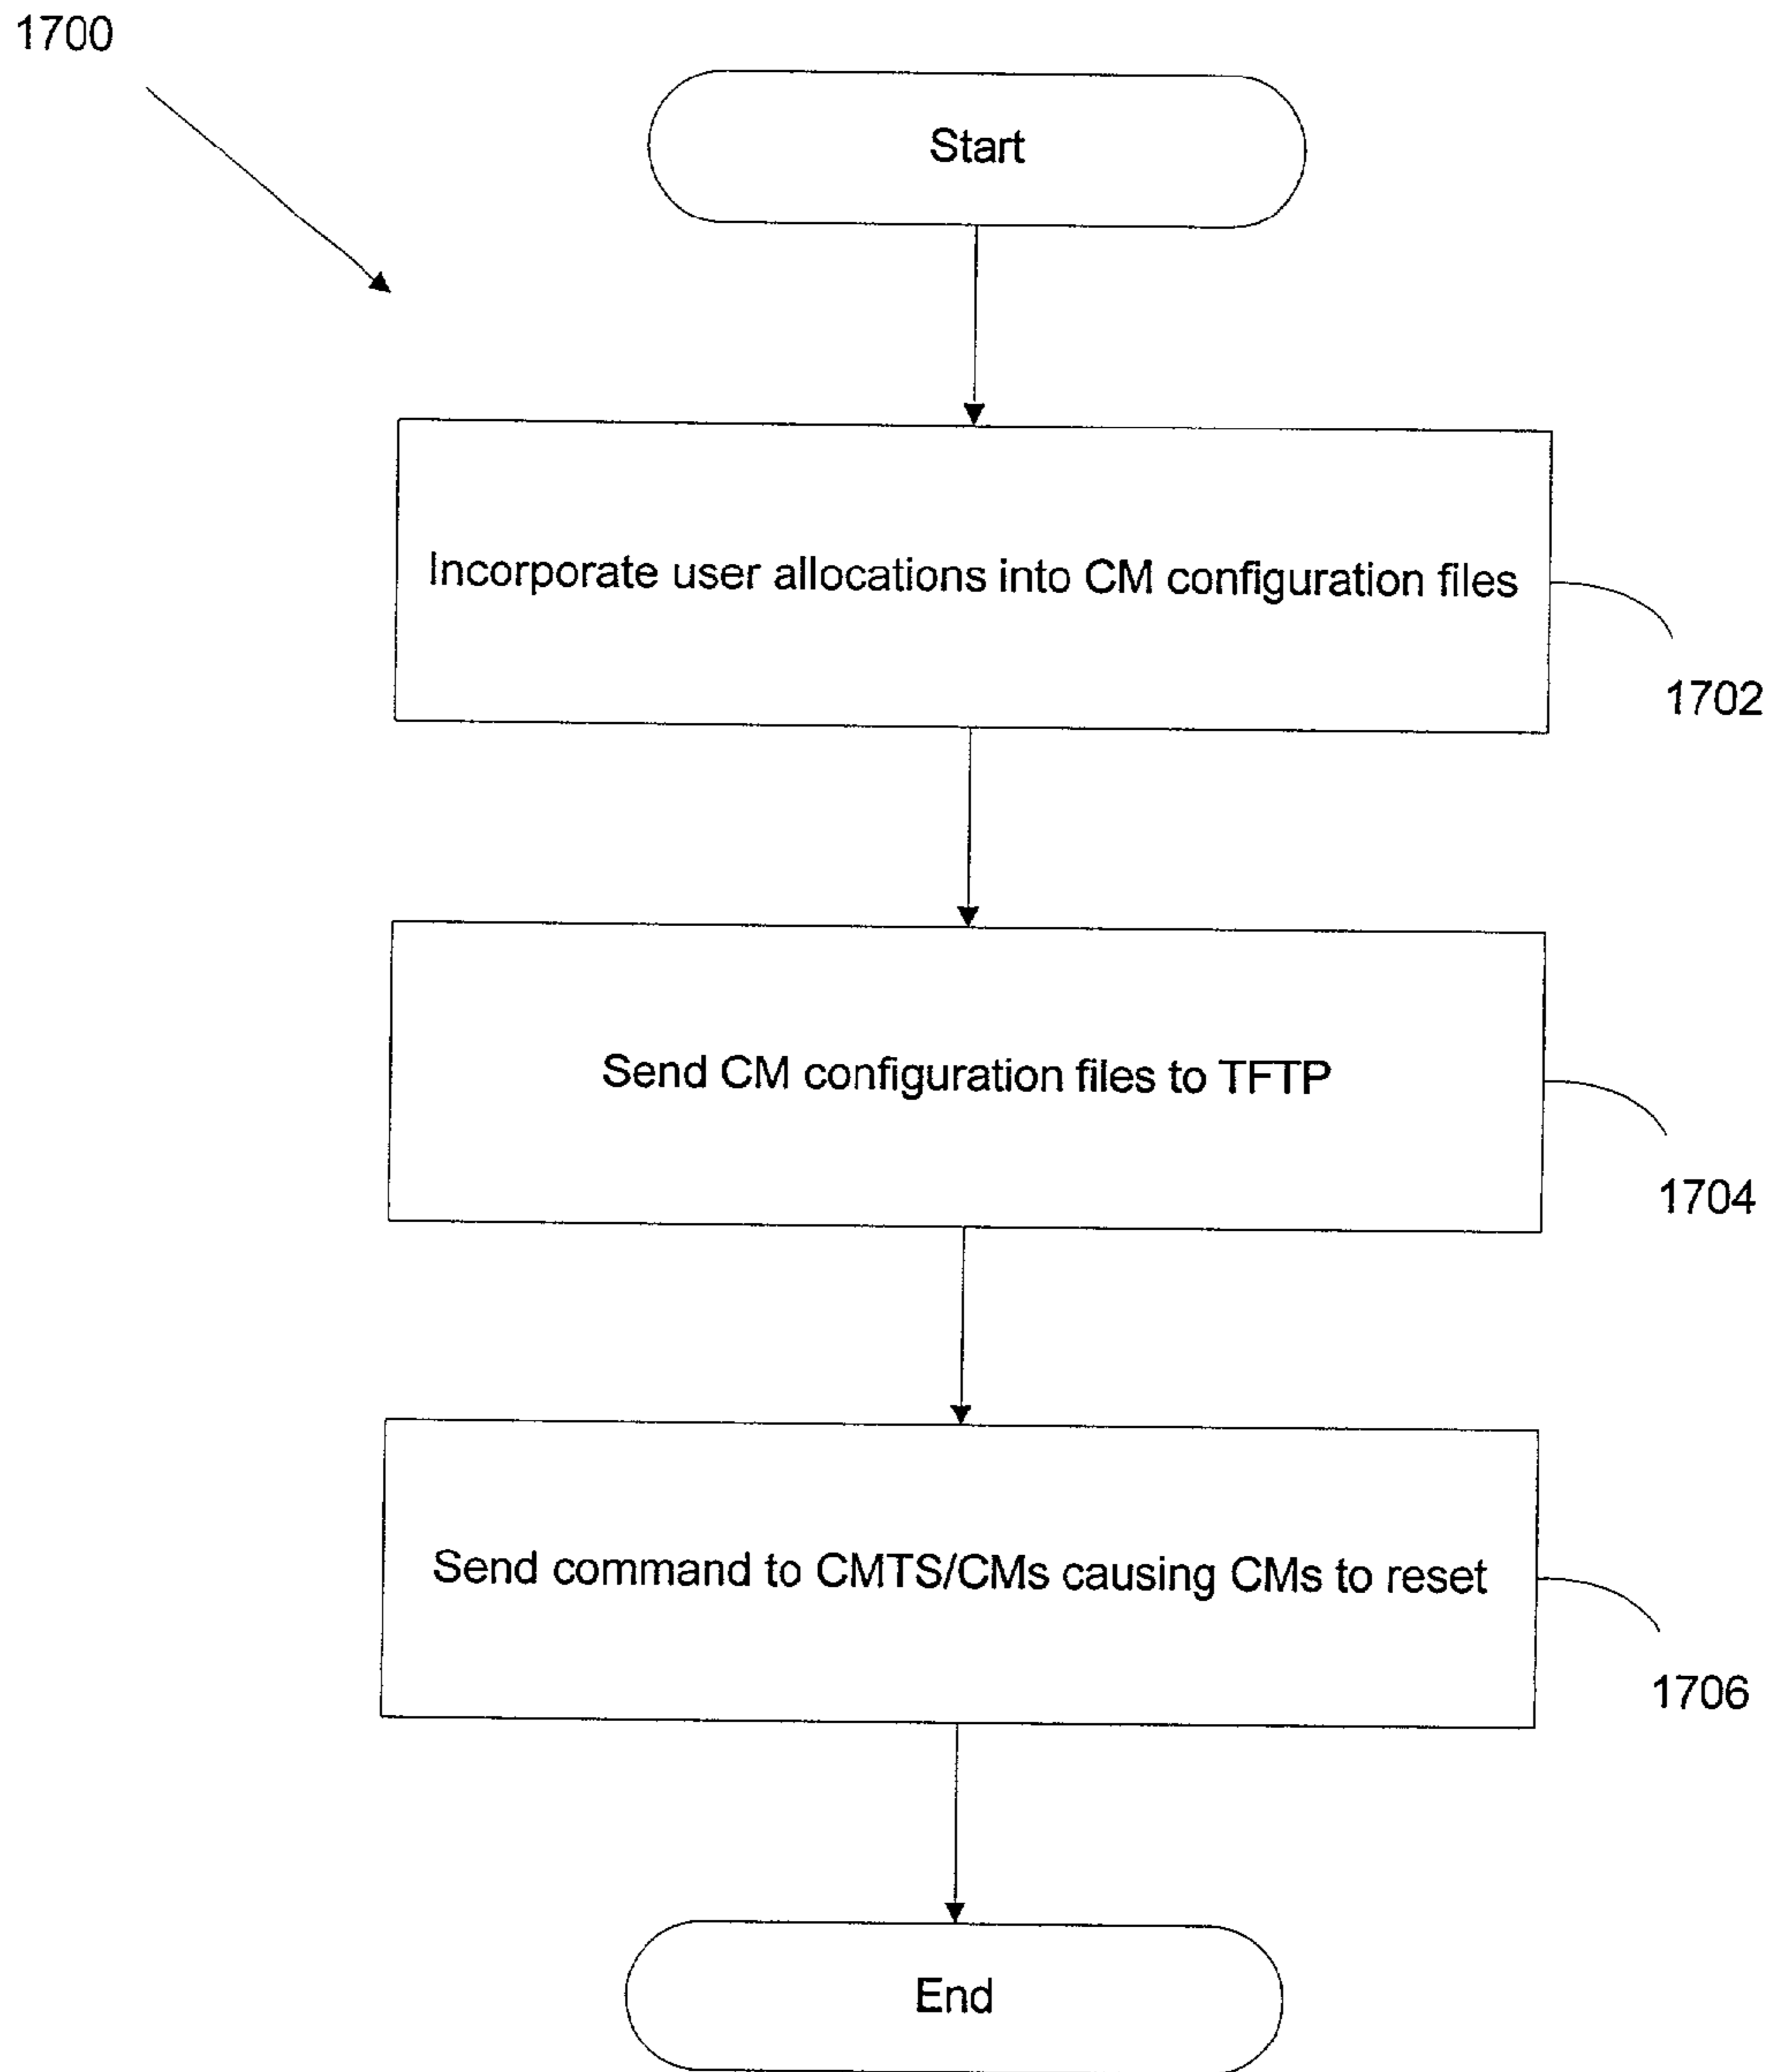 1700
Start
Incorporate user allocations into CM configuration files
1702
Send CM configuration files to TFTP
1704
Send command to CMTS/CMs causing CMs to reset
1706
End